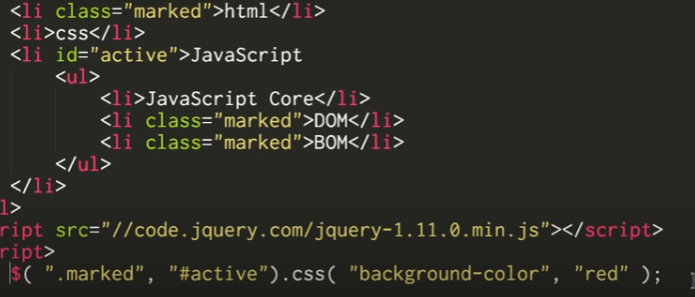 <li class="marked">html</li>
<li>css</li>
<li id="active">JavaScript
<ul>
<li>JavaScript Core</li>
<li class="marked">DOM</li>
<li class="marked">BOM</li>
</ul>
</li>
l>
ript src="//code.jquery.com/jquery-1.11.0.min.js"></script>
ript>
$( ".marked", "#active").css( "background-color", "red" );